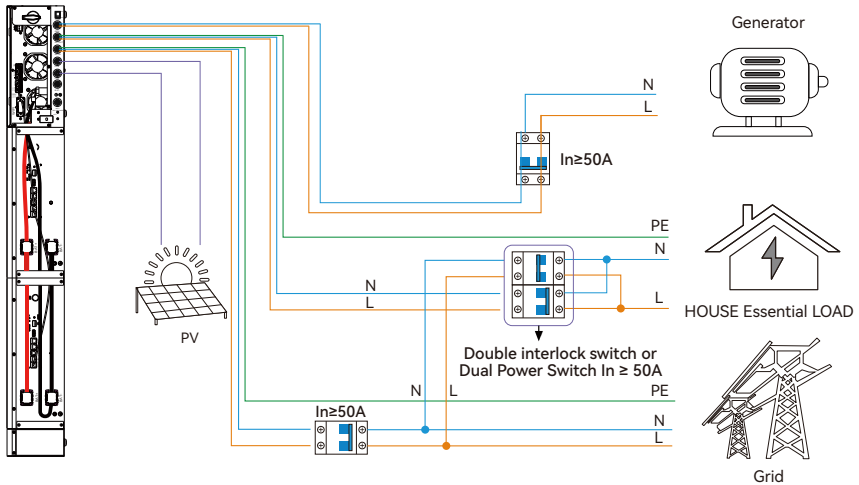 Generator
N
L
In≥50A
PE
N
N
L
L
HOUSE Essential LOAD
PV
Double interlock switch or
Dual Power Switch In ≥ 50A
N
L
PE
In≥50A
N
L
Grid